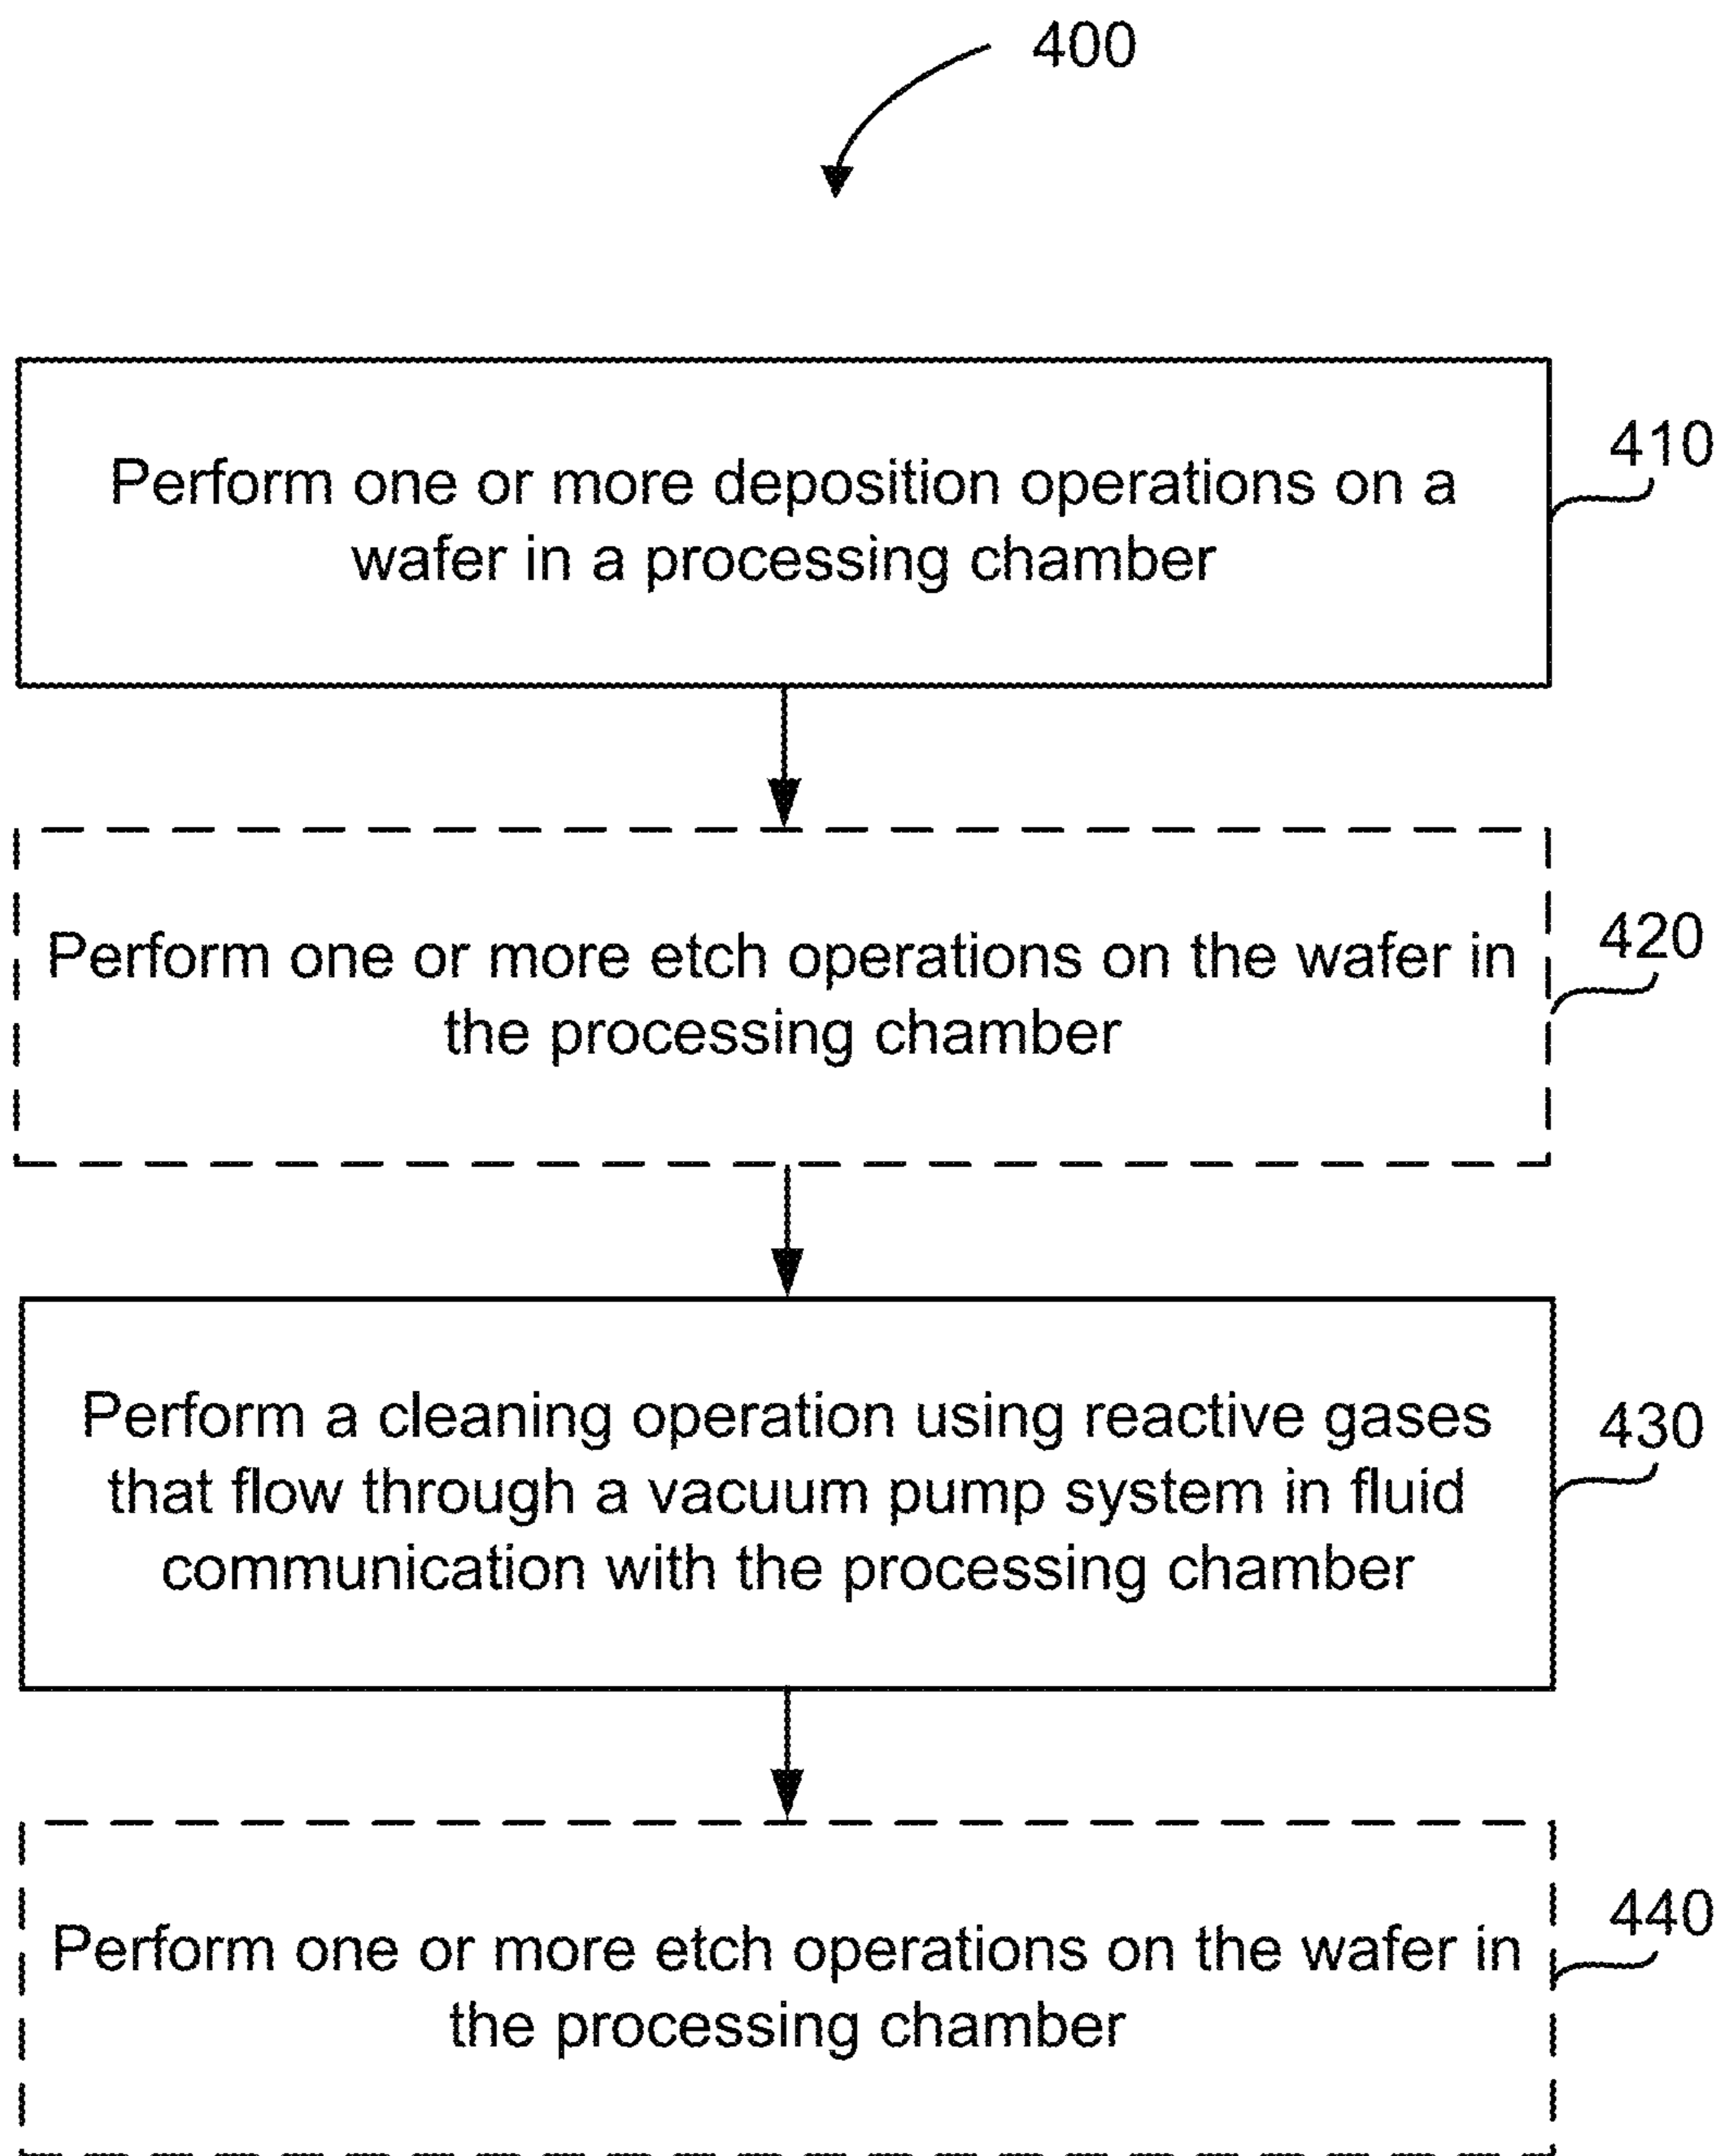 400
Perform one or more deposition operations on a
wafer in a processing chamber
410
Perform one or more etch operations on the wafer in
the processing chamber
420
Perform a cleaning operation using reactive gases
that flow through a vacuum pump system in fluid
communication with the processing chamber
430
Perform one or more etch operations on the wafer in
the processing chamber
440